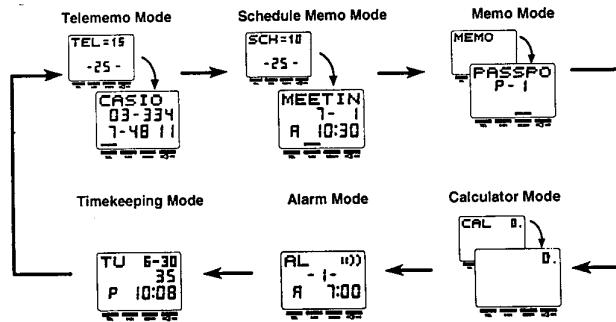 Telememo Mode
Schedule Memo Mode
Memo Mode
TEL=15
-25-
CASIO
03-334
7-48 11
SCH=10
-25-
MEETIN
7- 1
A 10:30
MEMO
PASSPO
P-1
Timekeeping Mode
Alarm Mode
Calculator Mode
TU 6-30
35
P 10:08
AL
-1-
A 7:00
CAL 0.
0.